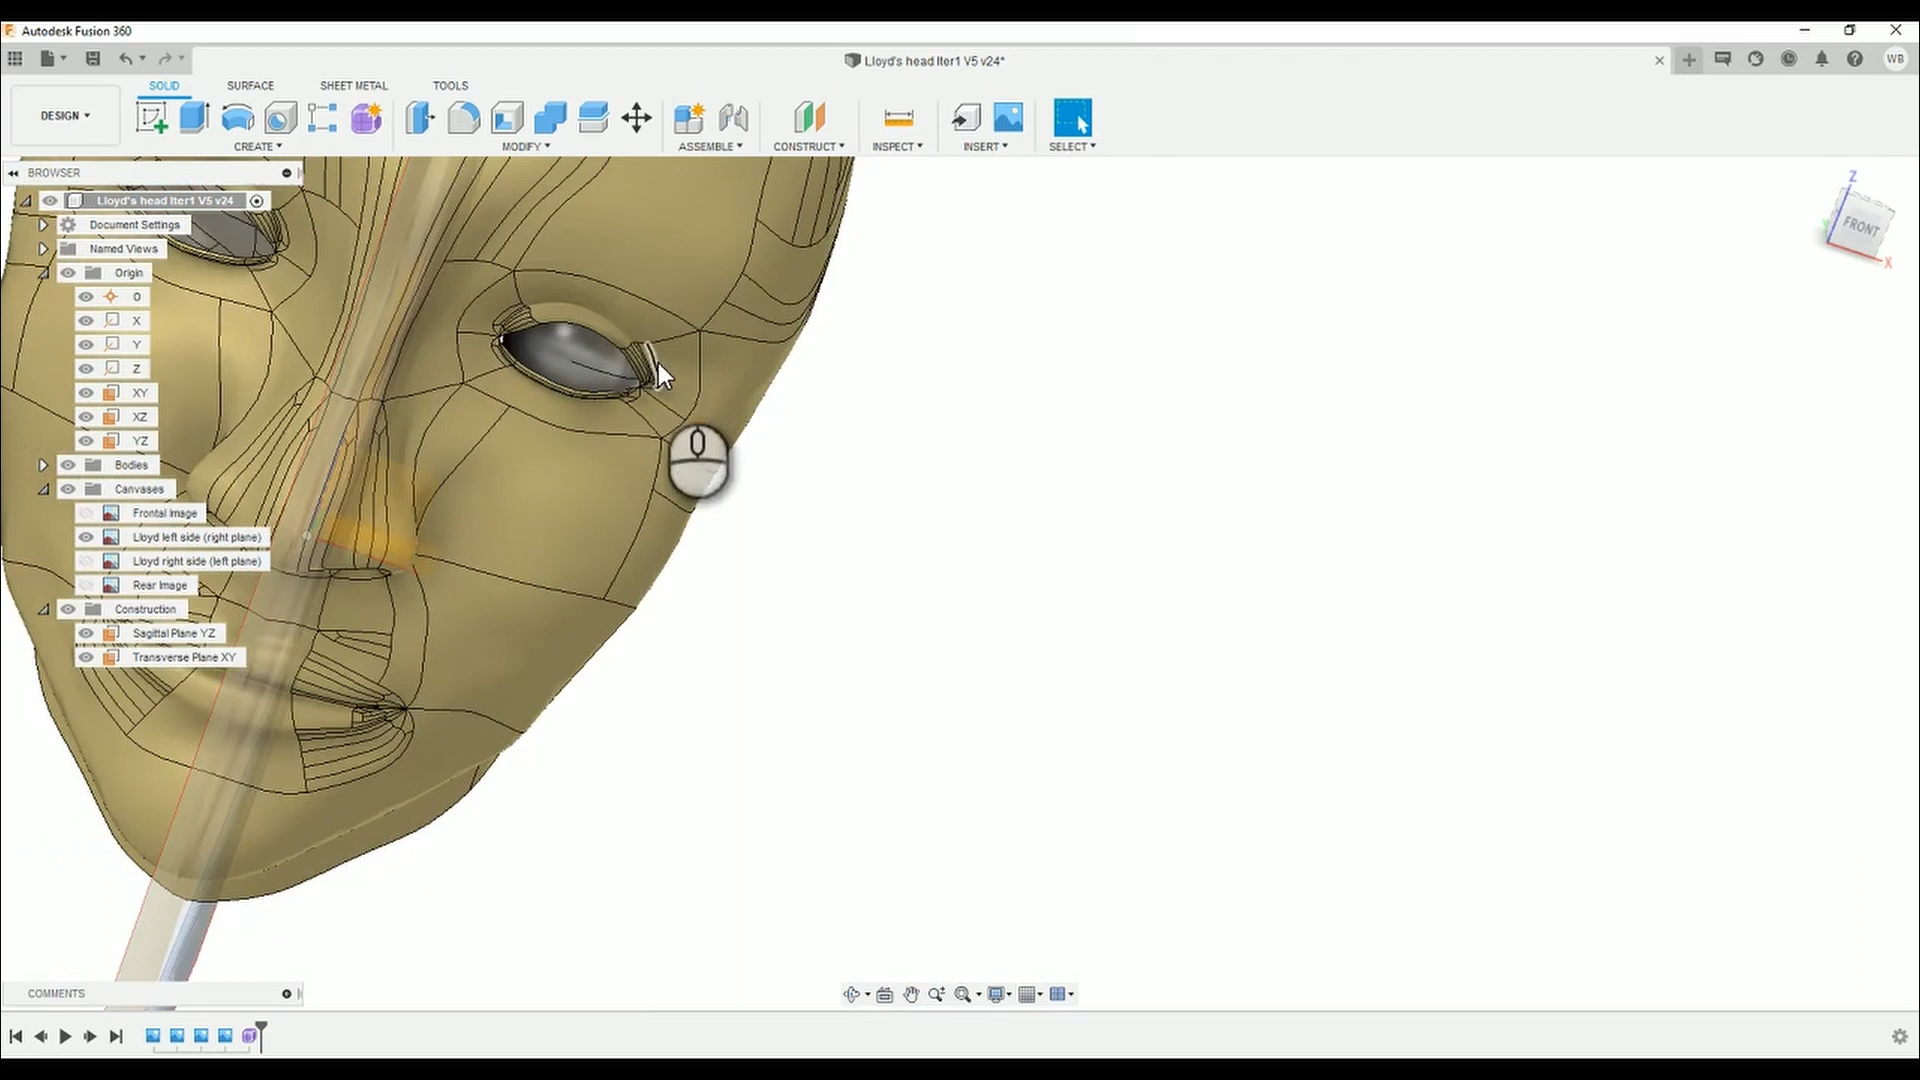 Autodesk Fusion 360
Lloyd's head Iter1 V5 v24*
WB
SOLID SURFACE SHEET METAL TOOLS
DESIGN
CREATE MODIFY ASSEMBLE CONSTRUCT INSPECT INSERT SELECT
BROWSER
Lloyd's head Iter1 V5 v24
Document Settings
Named Views
Origin
O
X
Y
Z
XY
XZ
YZ
Bodies
Canvases
Frontal Image
Lloyd left side (right plane)
Lloyd right side (left plane)
Rear Image
Construction
Sagittal Plane YZ
Transverse Plane XY
Z
FRONT
X
COMMENTS